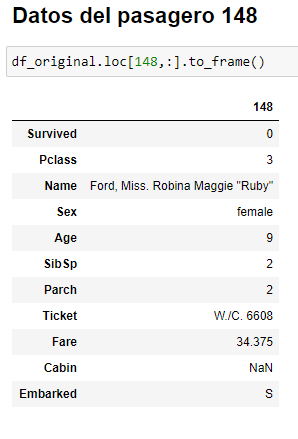 Datos del pasagero 148
df_original.loc[148,:].to_frame()
148
Survived 0
Pclass 3
Name Ford, Miss. Robina Maggie "Ruby"
Sex female
Age 9
SibSp 2
Parch 2
Ticket W./C. 6608
Fare 34.375
Cabin NaN
Embarked S